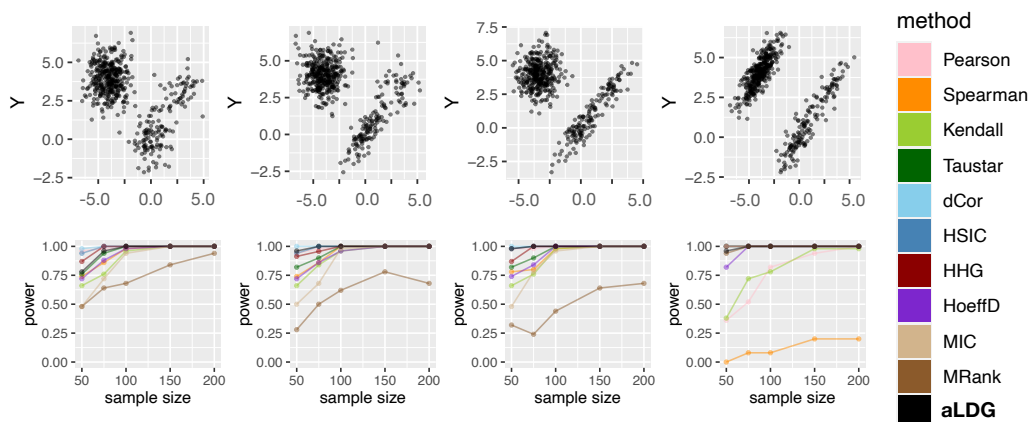 method
Pearson
Spearman
Kendall
Taustar
dCor
HSIC
HHG
HoeffD
MIC
MRank
aLDG
Y
5.0
2.5
0.0
−2.5
-5.0 0.0 5.0
Y
5.0
2.5
0.0
−2.5
-5.0 0.0 5.0
Y
7.5
5.0
2.5
0.0
−2.5
-5.0 0.0 5.0
Y
5.0
2.5
0.0
−2.5
-5.0 0.0 5.0
power
1.00
0.75
0.50
0.25
0.00
50 100 150 200
sample size
power
1.00
0.75
0.50
0.25
0.00
50 100 150 200
sample size
power
1.00
0.75
0.50
0.25
0.00
50 100 150 200
sample size
power
1.00
0.75
0.50
0.25
0.00
50 100 150 200
sample size